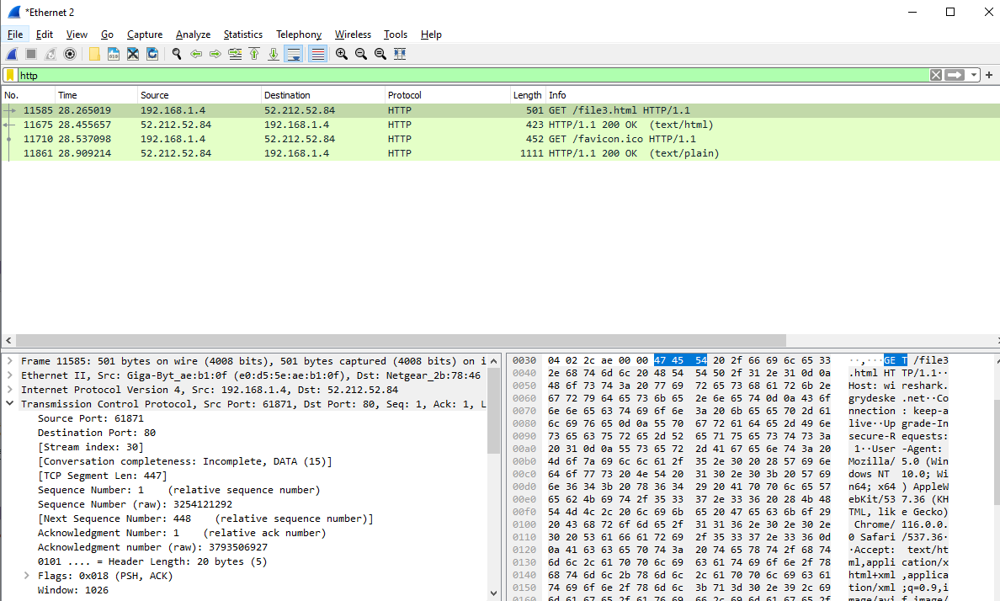 *Ethernet 2
File Edit View Go Capture Analyze Statistics Telephony Wireless Tools Help
http
No. Time Source Destination Protocol Length Info
11585 28.265019 192.168.1.4 52.212.52.84 HTTP 501 GET /file3.html HTTP/1.1
11675 28.455657 52.212.52.84 192.168.1.4 HTTP 423 HTTP/1.1 200 OK (text/html)
11710 28.537098 192.168.1.4 52.212.52.84 HTTP 452 GET /favicon.ico HTTP/1.1
11861 28.909214 52.212.52.84 192.168.1.4 HTTP 1111 HTTP/1.1 200 OK (text/plain)
Frame 11585: 501 bytes on wire (4008 bits), 501 bytes captured (4008 bits) on i
Ethernet II, Src: Giga-Byt_ae:b1:0f (e0:d5:5e:ae:b1:0f), Dst: Netgear_2b:78:46
Internet Protocol Version 4, Src: 192.168.1.4, Dst: 52.212.52.84
Transmission Control Protocol, Src Port: 61871, Dst Port: 80, Seq: 1, Ack: 1, L
Source Port: 61871
Destination Port: 80
[Stream index: 30]
[Conversation completeness: Incomplete, DATA (15)]
[TCP Segment Len: 447]
Sequence Number: 1 (relative sequence number)
Sequence Number (raw): 3254121292
[Next Sequence Number: 448 (relative sequence number)]
Acknowledgment Number: 1 (relative ack number)
Acknowledgment number (raw): 3793506927
0101 .... = Header Length: 20 bytes (5)
Flags: 0x018 (PSH, ACK)
Window: 1026
0030 04 02 2c ae 00 00 47 45 54 20 2f 66 69 6c 65 33 ··,···GE T /file3
0040 2e 68 74 6d 6c 20 48 54 54 50 2f 31 2e 31 0d 0a .html HT TP/1.1··
0050 48 6f 73 74 3a 20 77 69 72 65 73 68 61 72 6b 2e Host: wi reshark.
0060 67 72 79 64 65 73 6b 65 2e 6e 65 74 0d 0a 43 6f grydeske .net··Co
0070 6e 6e 65 63 74 69 6f 6e 3a 20 6b 65 65 70 2d 61 nnection : keep-a
0080 6c 69 76 65 0d 0a 55 70 67 72 61 64 65 2d 49 6e live··Up grade-In
0090 73 65 63 75 72 65 2d 52 65 71 75 65 73 74 73 3a secure-R equests:
00a0 20 31 0d 0a 55 73 65 72 2d 41 67 65 6e 74 3a 20 1··User -Agent:
00b0 4d 6f 7a 69 6c 6c 61 2f 35 2e 30 20 28 57 69 6e Mozilla/ 5.0 (Win
00c0 64 6f 77 73 20 4e 54 20 31 30 2e 30 3b 20 57 69 dows NT 10.0; Wi
00d0 6e 36 34 3b 20 78 36 34 29 20 41 70 70 6c 65 57 n64; x64 ) AppleW
00e0 65 62 4b 69 74 2f 35 33 37 2e 33 36 20 28 4b 48 ebKit/53 7.36 (KH
00f0 54 4d 4c 2c 20 6c 69 6b 65 20 47 65 63 6b 6f 29 TML, lik e Gecko)
0100 20 43 68 72 6f 6d 65 2f 31 31 36 2e 30 2e 30 2e Chrome/ 116.0.0.
0110 30 20 53 61 66 61 72 69 2f 35 33 37 2e 33 36 0d 0 Safari /537.36·
0120 0a 41 63 63 65 70 74 3a 20 74 65 78 74 2f 68 74 ·Accept: text/ht
0130 6d 6c 2c 61 70 70 6c 69 63 61 74 69 6f 6e 2f 78 ml,appli cation/x
0140 68 74 6d 6c 2b 78 6d 6c 2c 61 70 70 6c 69 63 61 html+xml ,applica
0150 74 69 6f 6e 2f 78 6d 6c 3b 71 3d 30 2e 39 2c 69 tion/xml ;q=0.9,i
0160 6d 61 67 65 2f 61 76 69 66 2c 69 6d 61 67 65 2f mage/avi f,image/